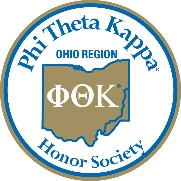 Phi Theta Kappa®
OHIO REGION
ΦΘΚ
Honor Society